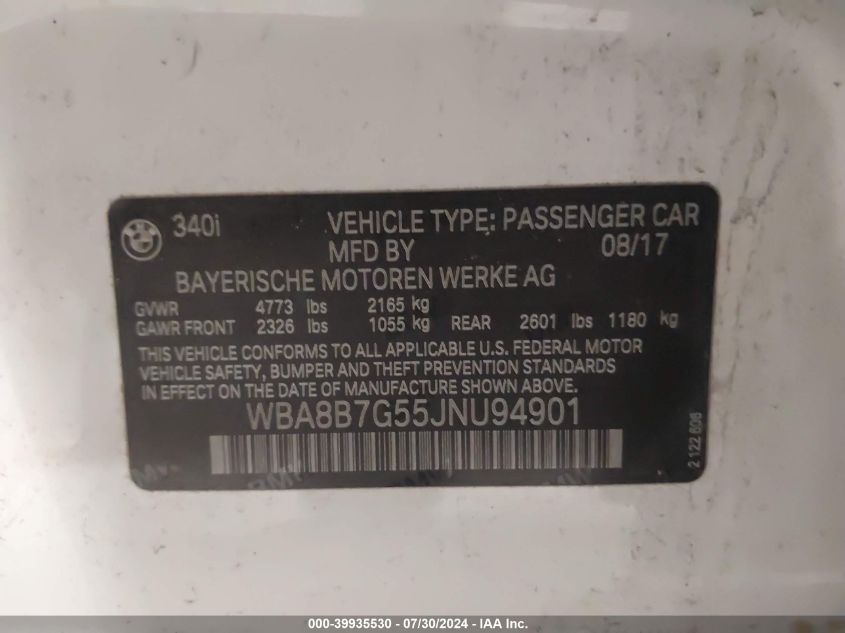 340i VEHICLE TYPE: PASSENGER CAR
MFD BY 08/17
BAYERISCHE MOTOREN WERKE AG
GVWR 4773 lbs 2165 kg
GAWR FRONT 2326 lbs 1055 kg REAR 2601 lbs 1180 kg
THIS VEHICLE CONFORMS TO ALL APPLICABLE U.S. FEDERAL MOTOR
VEHICLE SAFETY, BUMPER AND THEFT PREVENTION STANDARDS
IN EFFECT ON THE DATE OF MANUFACTURE SHOWN ABOVE.
WBA8B7G55JNU94901
2 122 606
000-39935530 - 07/30/2024 - IAA Inc.